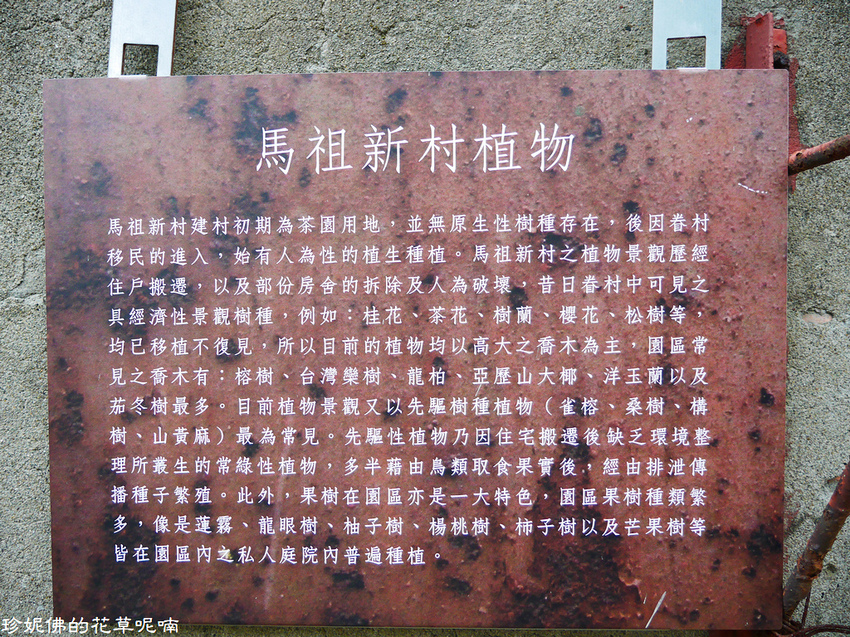 馬祖新村植物
馬祖新村建村初期為茶園用地，並無原生性樹種存在，後因眷村
移民的進入，始有人為性的植生種植。馬祖新村之植物景觀歷經
住戶搬遷，以及部份房舍的拆除及人為破壞，昔日眷村中可見之
具經濟性景觀樹種，例如：桂花、茶花、樹蘭、櫻花、松樹等，
均已移植不復見，所以目前的植物均以高大之喬木為主，園區常
見之喬木有：榕樹、台灣欒樹、龍柏、亞歷山大椰、洋玉蘭以及
茄冬樹最多。目前植物景觀又以先驅樹種植物（雀榕、桑樹、構
樹、山黃麻）最為常見。先驅性植物乃因住宅搬遷後缺乏環境整
理所叢生的常綠性植物，多半藉由鳥類取食果實後，經由排泄傳
播種子繁殖。此外，果樹在園區亦是一大特色，園區果樹種類繁
多，像是蓮霧、龍眼樹、柚子樹、楊桃樹、柿子樹以及芒果樹等
皆在園區內之私人庭院內普遍種植。
珍妮佛的花草呢喃